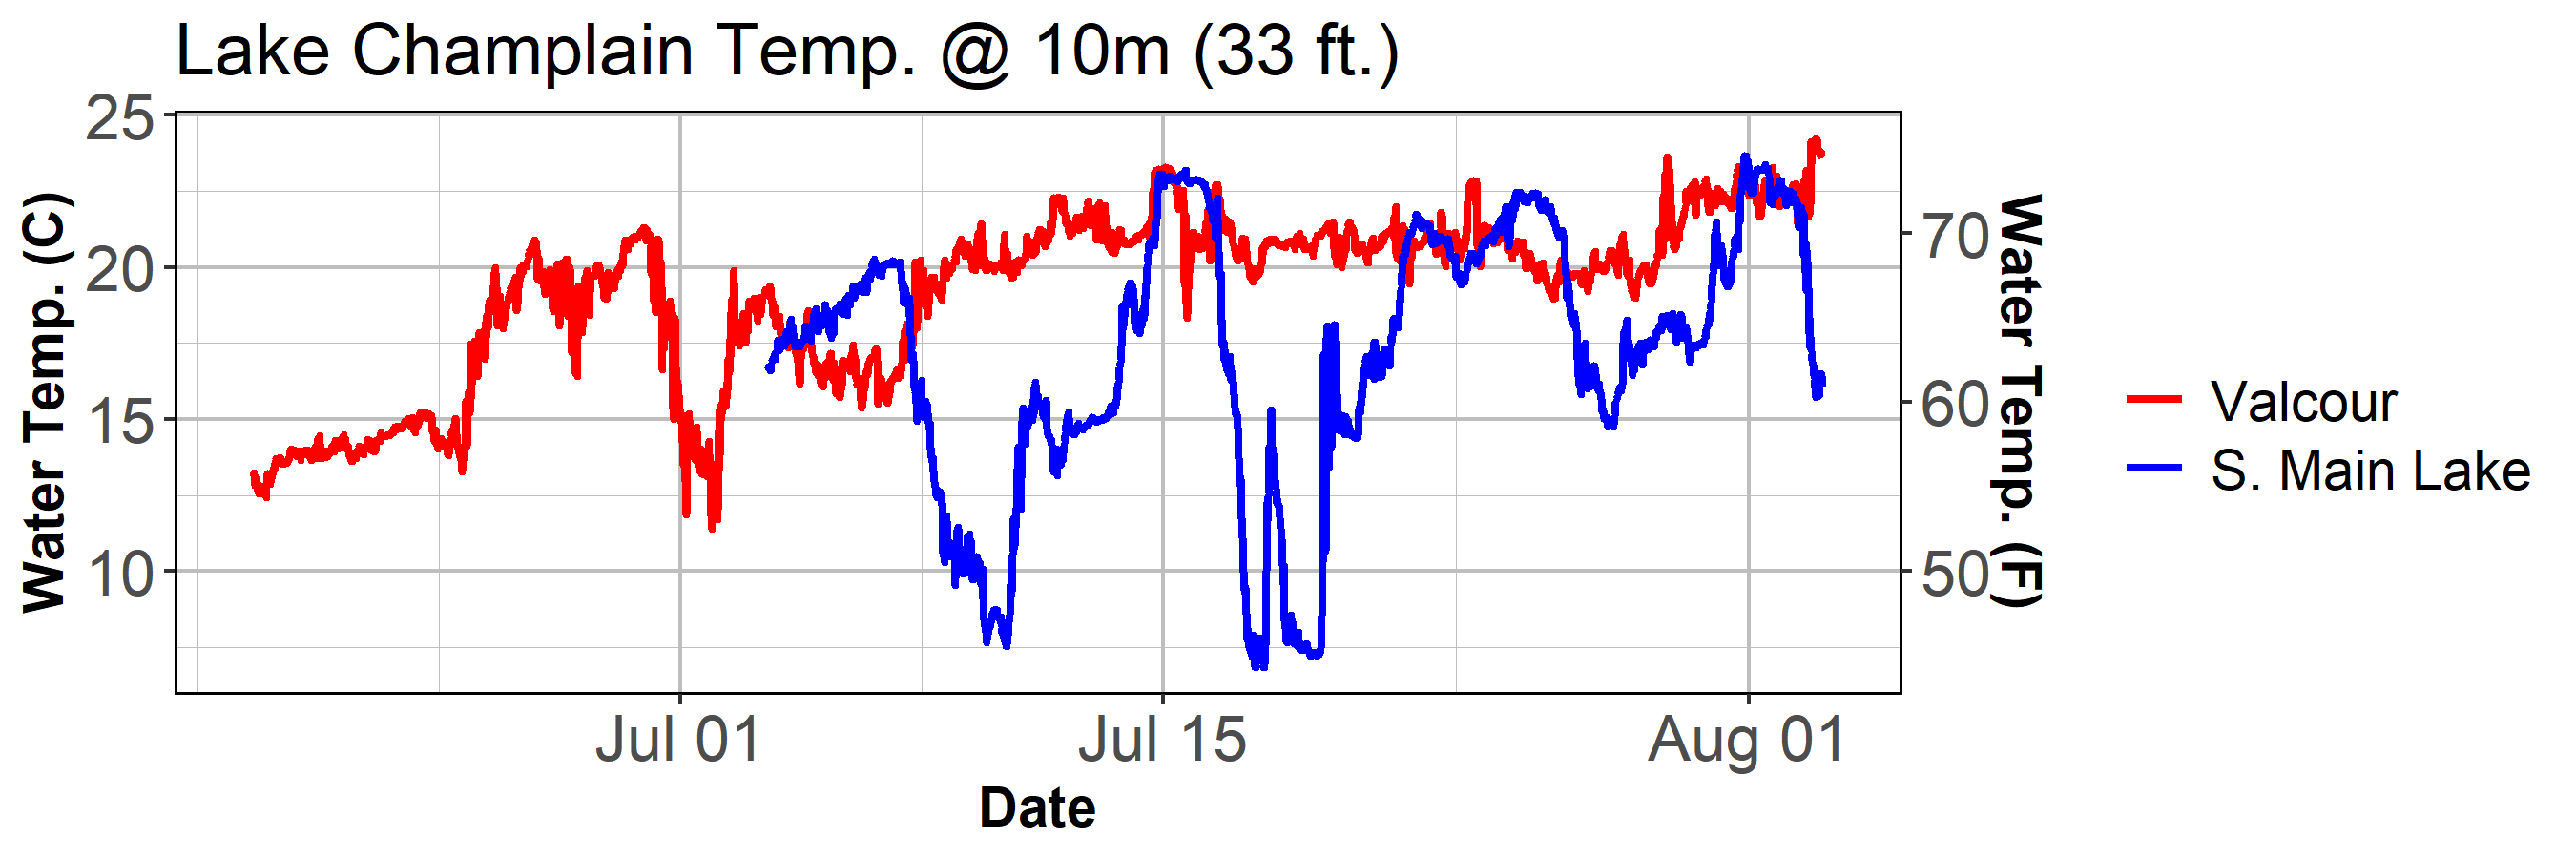 Lake Champlain Temp. @ 10m (33 ft.)
Water Temp. (C)
25
20
15
10
70
60
50
Water Temp. (F)
Jul 01
Jul 15
Aug 01
Date
Valcour
S. Main Lake